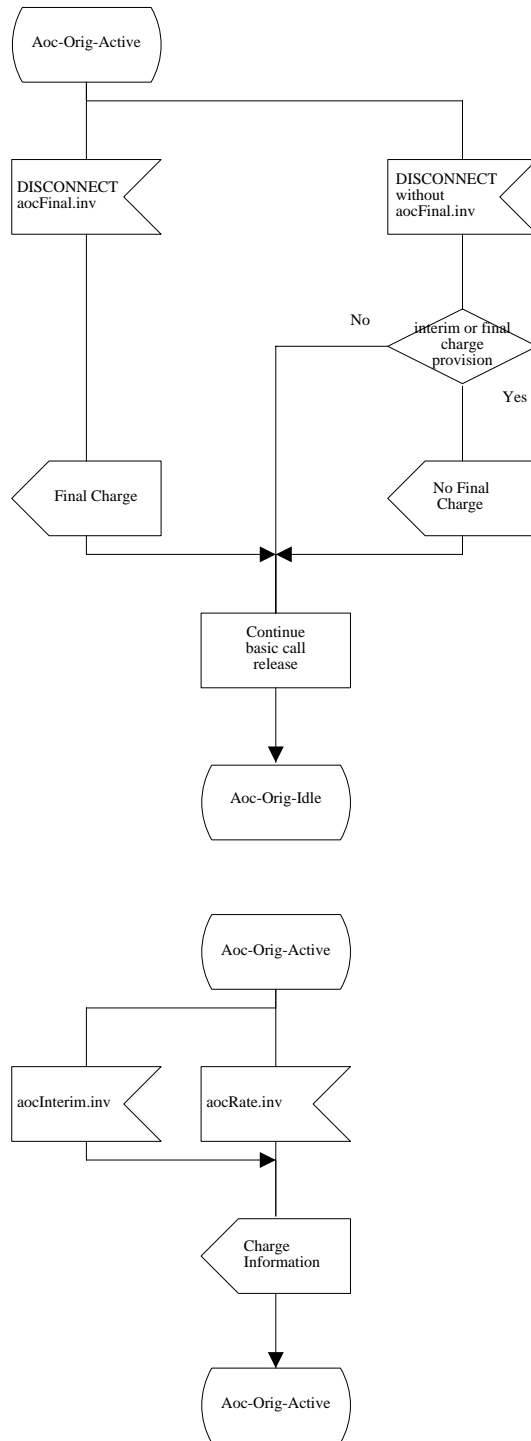 Aoc-Orig-Active
DISCONNECT
aocFinal.inv
DISCONNECT
without
aocFinal.inv
No
interim or final
charge
provision
Yes
Final Charge
No Final
Charge
Continue
basic call
release
Aoc-Orig-Idle
Aoc-Orig-Active
aocInterim.inv
aocRate.inv
Charge
Information
Aoc-Orig-Active